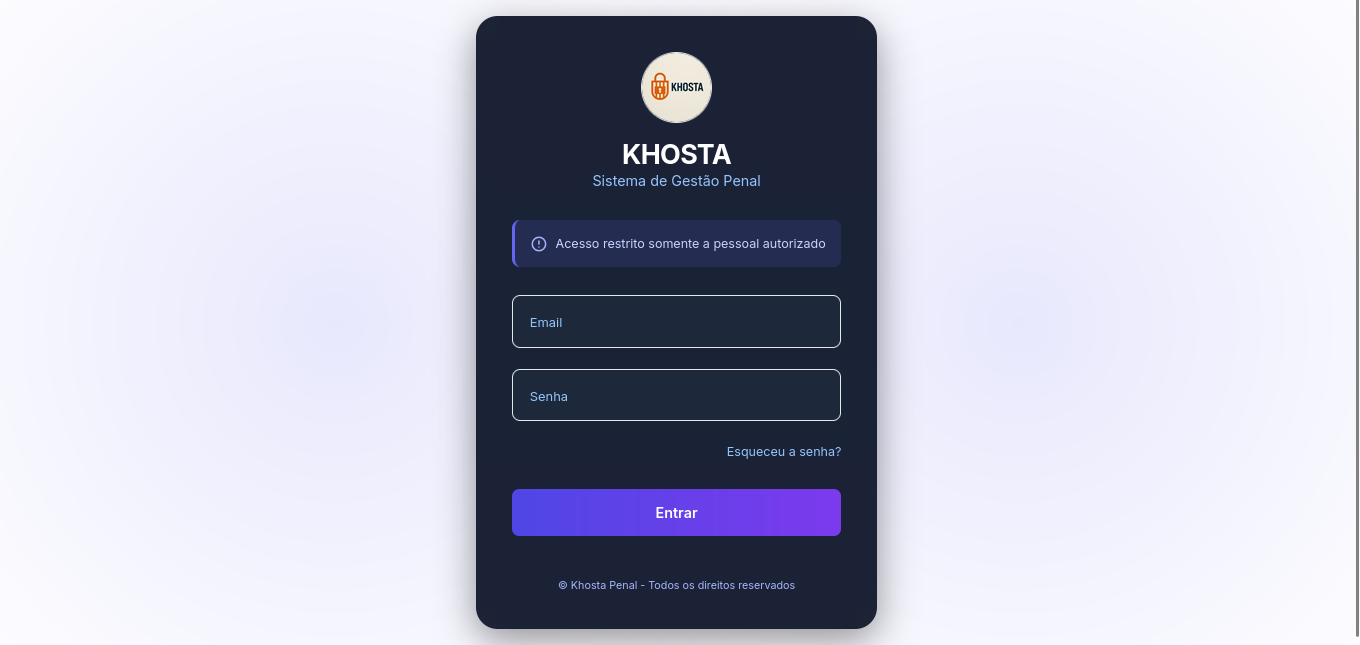 KHOSTA
KHOSTA
Sistema de Gestão Penal
Acesso restrito somente a pessoal autorizado
Email
Senha
Esqueceu a senha?
Entrar
© Khosta Penal - Todos os direitos reservados